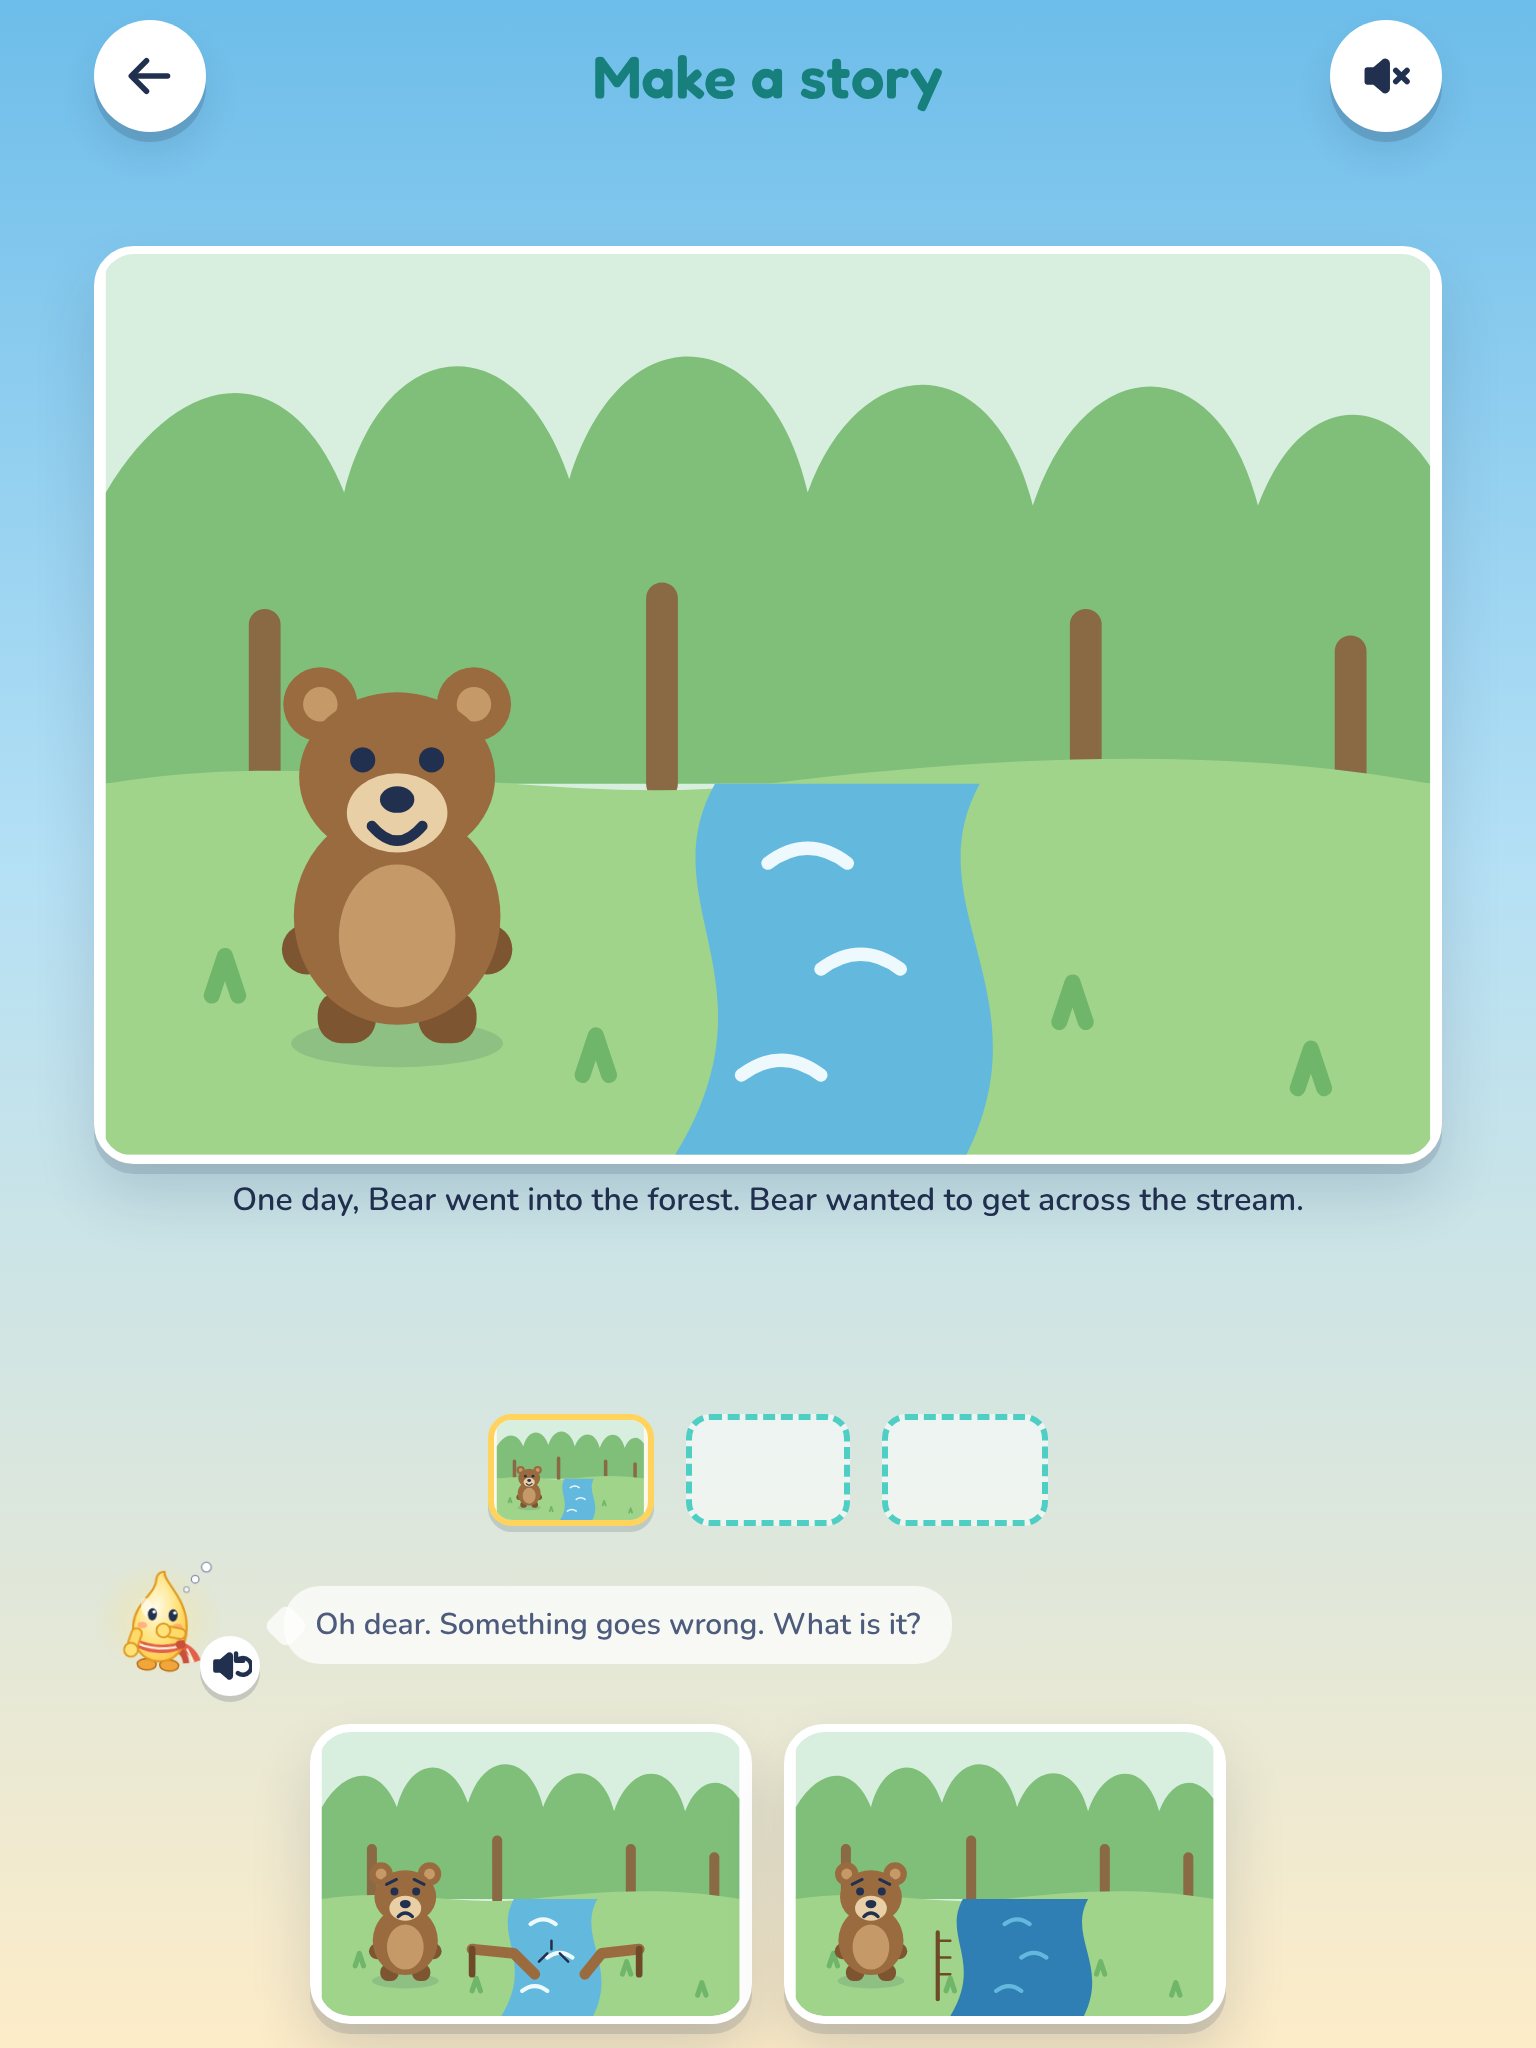 Make a story
One day, Bear went into the forest. Bear wanted to get across the stream.
Oh dear. Something goes wrong. What is it?